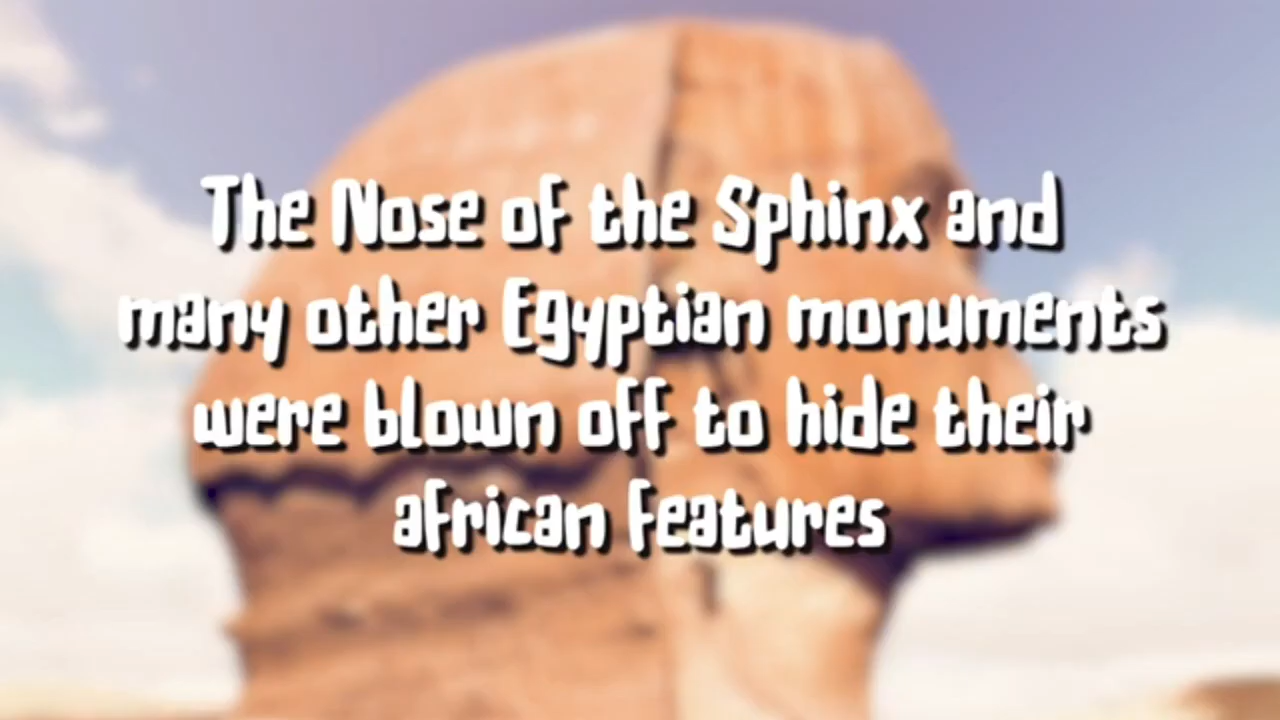 The Nose of the Sphinx and
many other Egyptian monuments
were blown off to hide their
african features